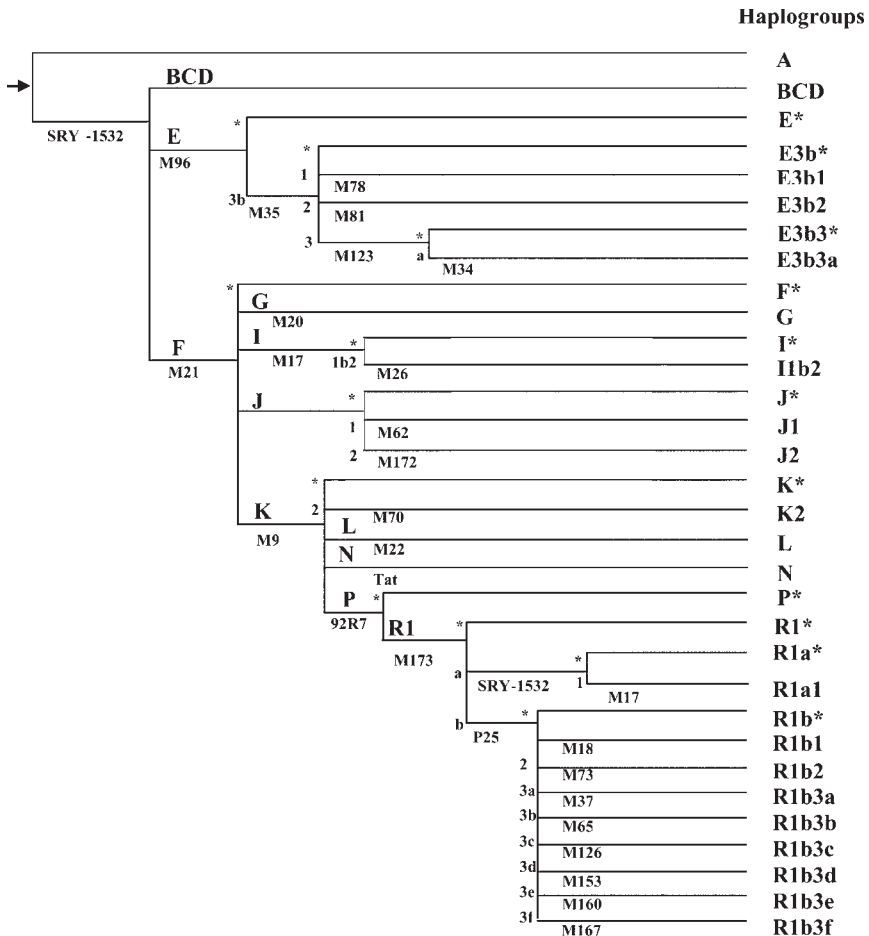 Haplogroups
A
BCD
BCD
SRY -1532
* E*
E
M96
* E3b*
1 E3b1
M78
3b
M35
2 E3b2
M81
* E3b3*
3
M123
a E3b3a
M34
* F*
G G
M20
I
M17
* I*
1b2 I1b2
M26
F
M21
J
* J*
1 J1
M62
2 J2
M172
* K*
2 K2
M70
K
M9
L L
M22
N N
Tat
P
92R7
* P*
R1
M173
* R1*
* R1a*
a
SRY-1532
1 R1a1
M17
* R1b*
b
P25
R1b1
M18
2 R1b2
M73
3a R1b3a
M37
3b R1b3b
M65
3c R1b3c
M126
3d R1b3d
M153
3e R1b3e
M160
3f R1b3f
M167